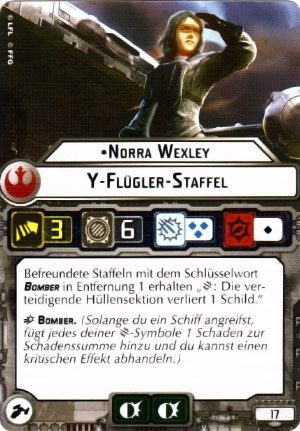 © LFL © FFG
•Norra Wexley
Y-Flügler-Staffel
3
6
Befreundete Staffeln mit dem Schlüsselwort
Bomber in Entfernung 1 erhalten „: Die ver-
teidigende Hüllensektion verliert 1 Schild.“
Bomber. (Solange du ein Schiff angreifst,
fügt jedes deiner -Symbole 1 Schaden zur
Schadenssumme hinzu und du kannst einen
kritischen Effekt abhandeln.)
17